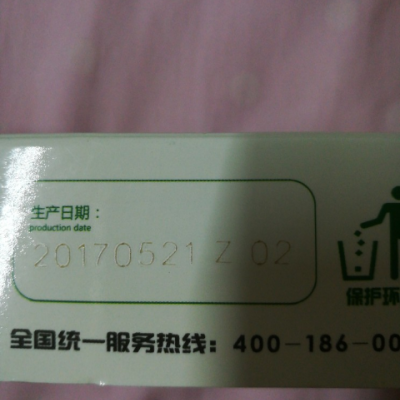 生产日期：
production date
20170521 Z 02
保护环
全国统一服务热线：400-186-00